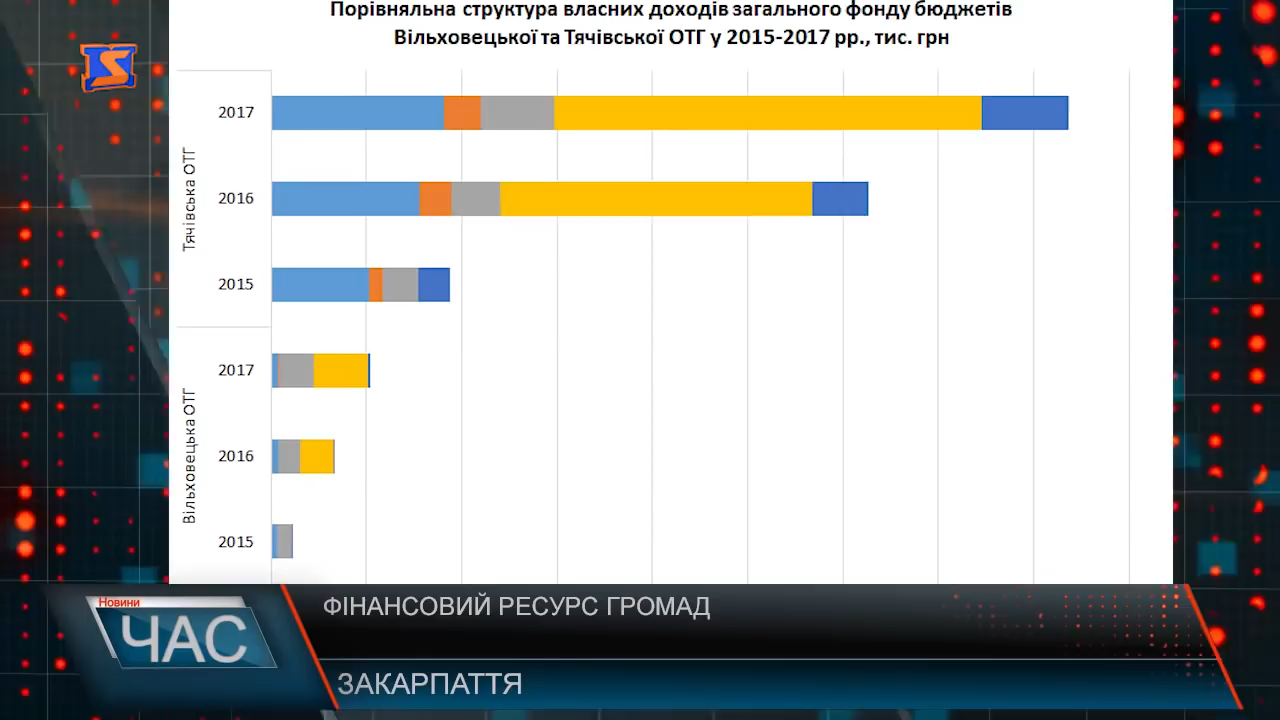 Порівняльна структура власних доходів загального фонду бюджетів
Вільховецької та Тячівської ОТГ у 2015-2017 рр., тис. грн
Тячівська ОТГ
2017
2016
2015
Вільховецька ОТГ
2017
2016
2015
Новини
ЧАС
ФІНАНСОВИЙ РЕСУРС ГРОМАД
ЗАКАРПАТТЯ